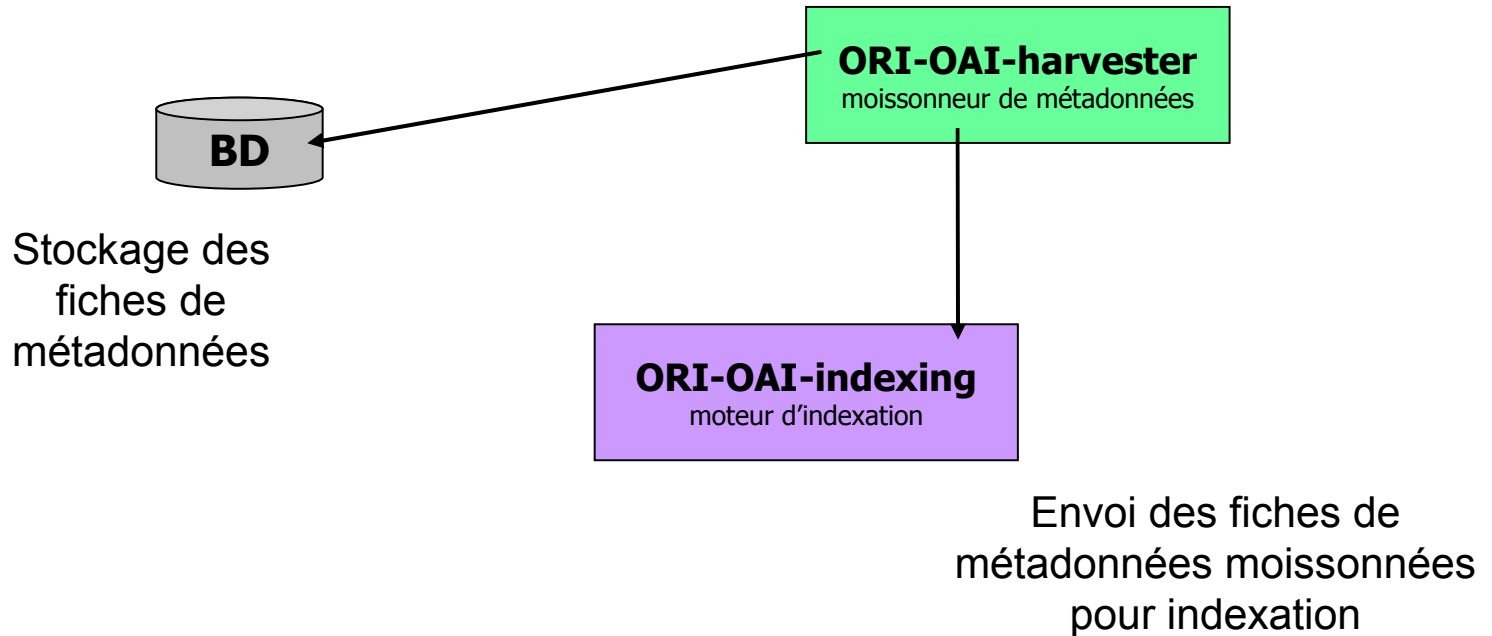 ORI-OAI-harvester
moissonneur de métadonnées
BD
Stockage des
fiches de
métadonnées
ORI-OAI-indexing
moteur d’indexation
Envoi des fiches de
métadonnées moissonnées
pour indexation